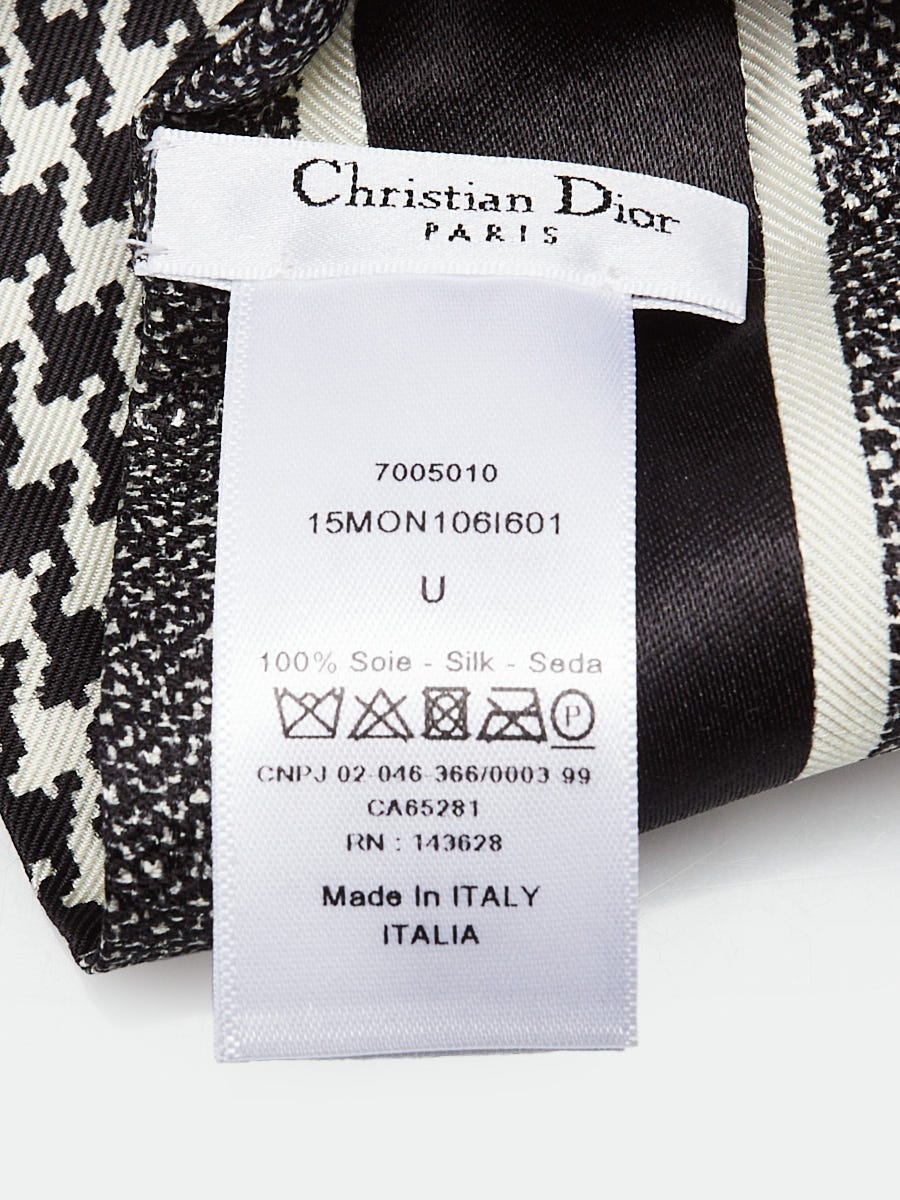 Christian Dior
PARIS
7005010
15MON106I601
U
100% Soie - Silk - Seda
P
CNPJ 02-046-366/0003-99
CA65281
RN : 143628
Made In ITALY
ITALIA